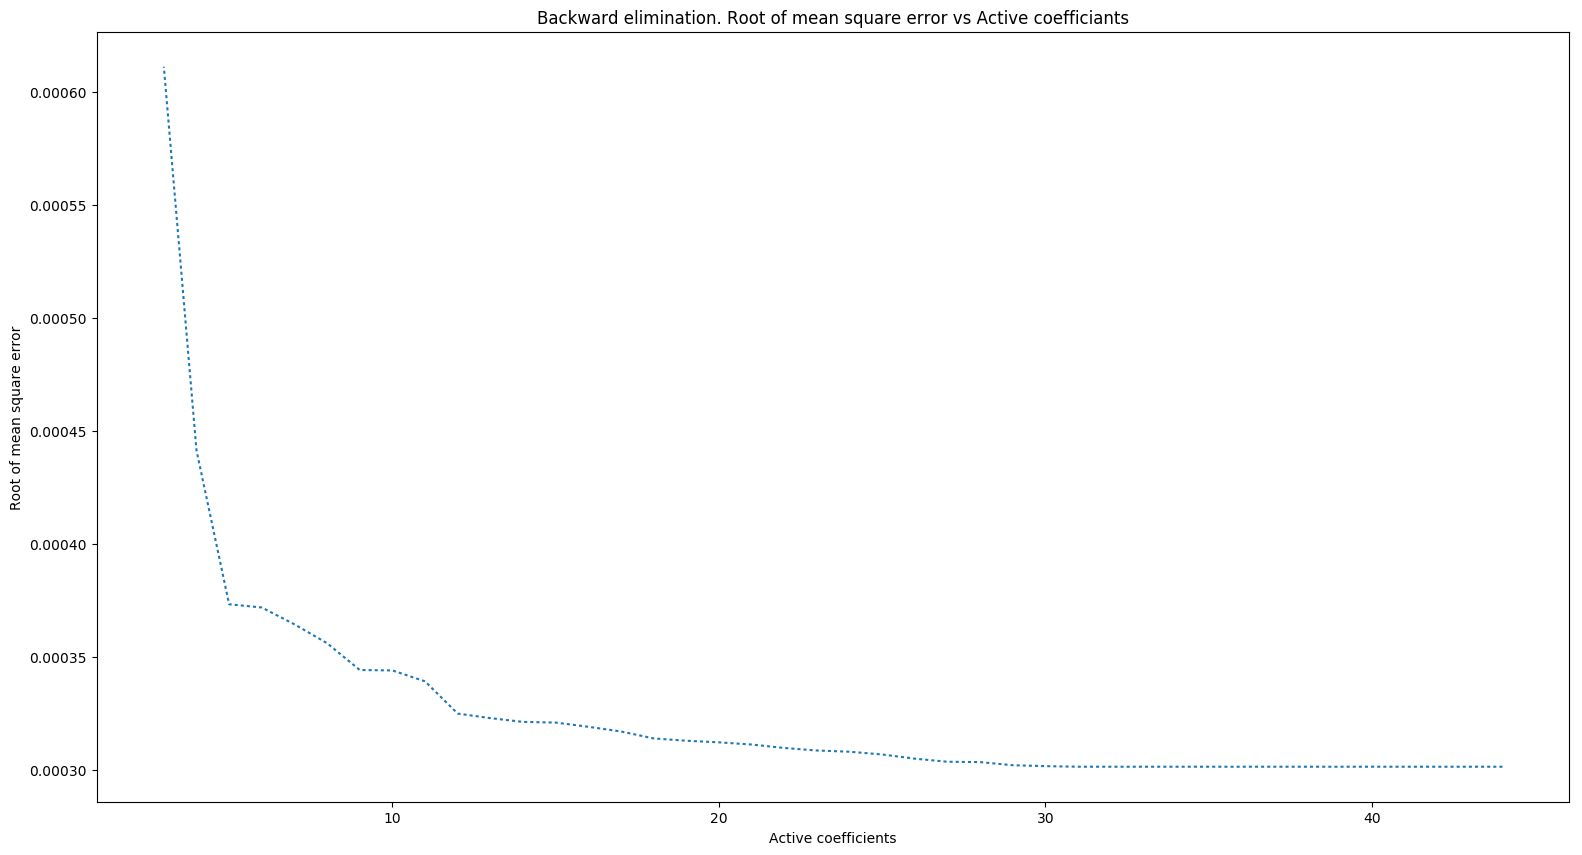 Backward elimination. Root of mean square error vs Active coefficiants
0.00060
0.00055
0.00050
0.00045
0.00040
0.00035
0.00030
Root of mean square error
10 20 30 40
Active coefficients